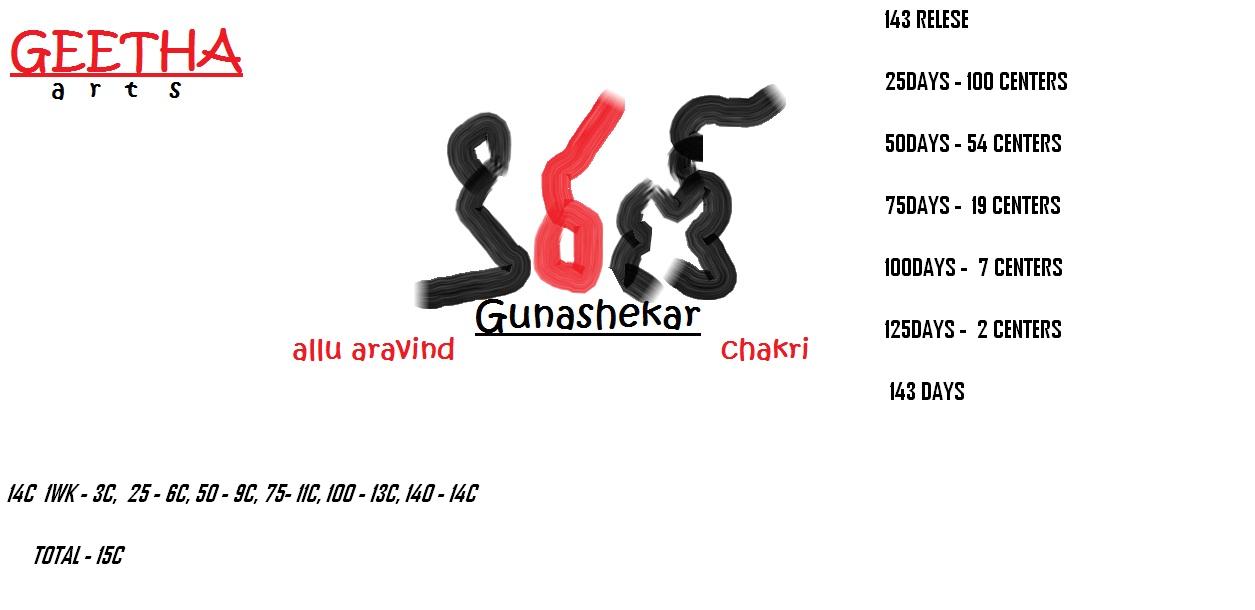 GEETHA
arts
Gunashekar
allu aravind
chakri
143 RELESE
25DAYS - 100 CENTERS
50DAYS - 54 CENTERS
75DAYS - 19 CENTERS
100DAYS - 7 CENTERS
125DAYS - 2 CENTERS
143 DAYS
14C 1WK - 3C, 25 - 6C, 50 - 9C, 75- 11C, 100 - 13C, 140 - 14C
TOTAL - 15C